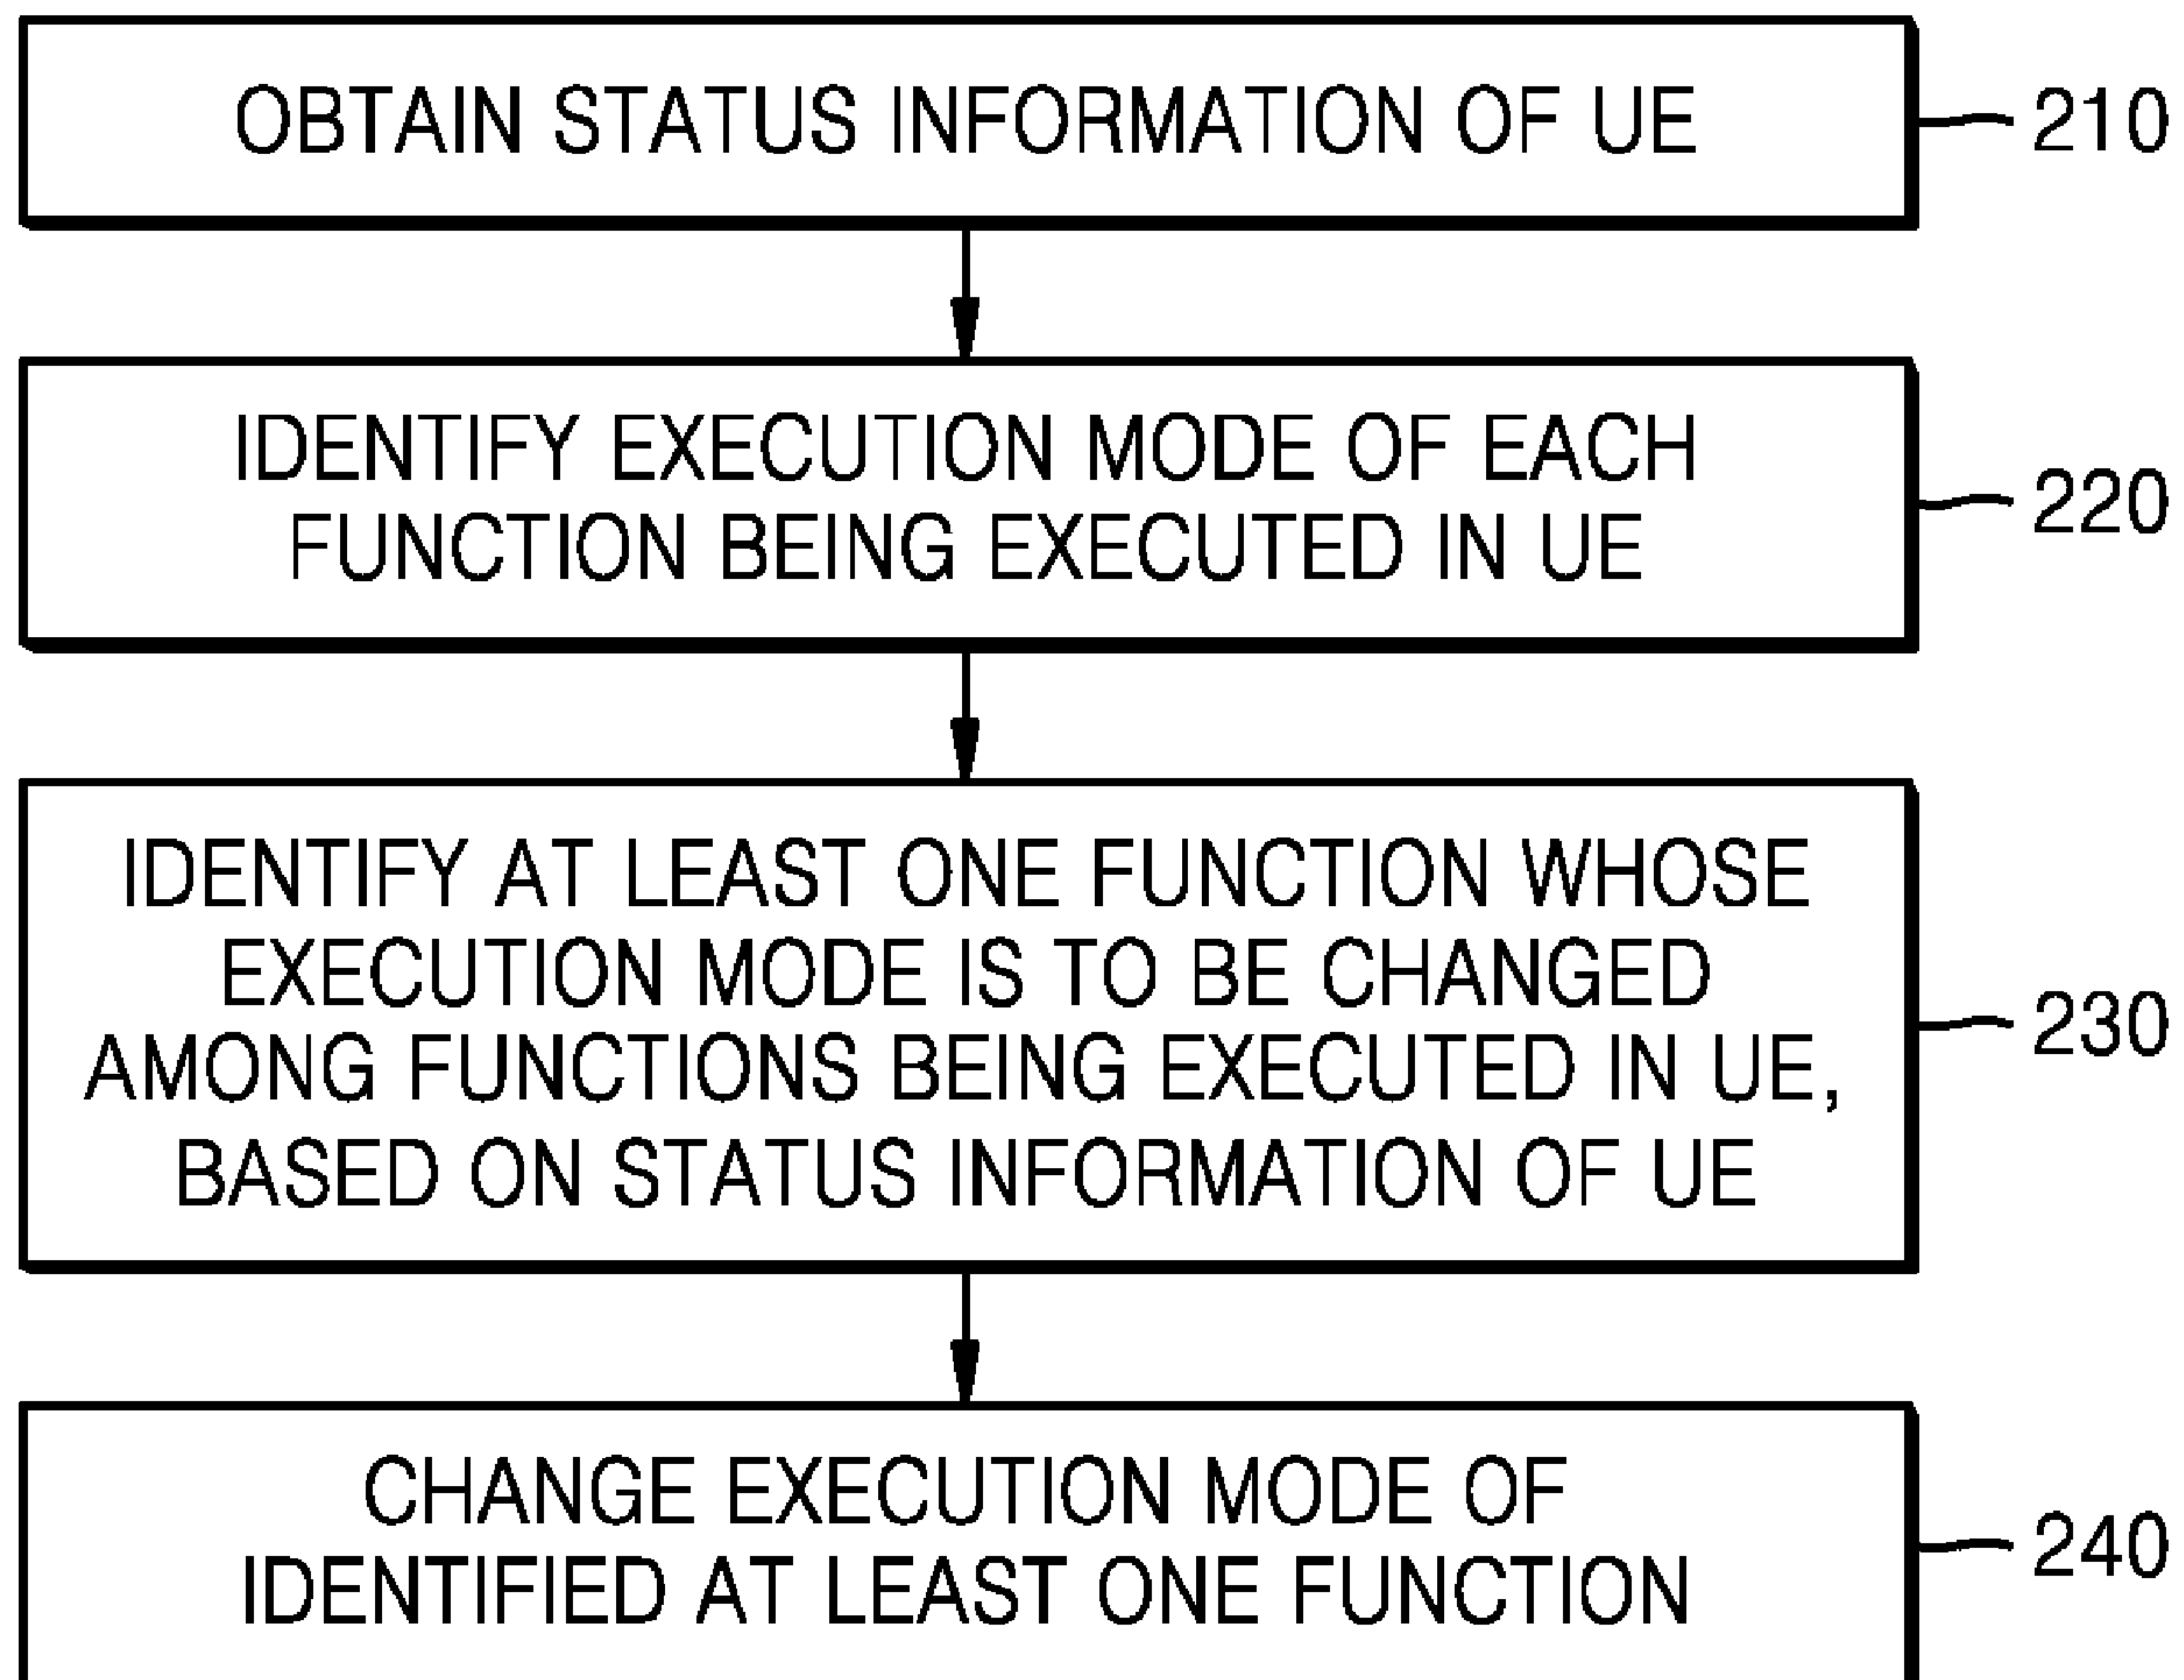 OBTAIN STATUS INFORMATION OF UE
210
IDENTIFY EXECUTION MODE OF EACH
FUNCTION BEING EXECUTED IN UE
220
IDENTIFY AT LEAST ONE FUNCTION WHOSE
EXECUTION MODE IS TO BE CHANGED
AMONG FUNCTIONS BEING EXECUTED IN UE,
BASED ON STATUS INFORMATION OF UE
230
CHANGE EXECUTION MODE OF
IDENTIFIED AT LEAST ONE FUNCTION
240